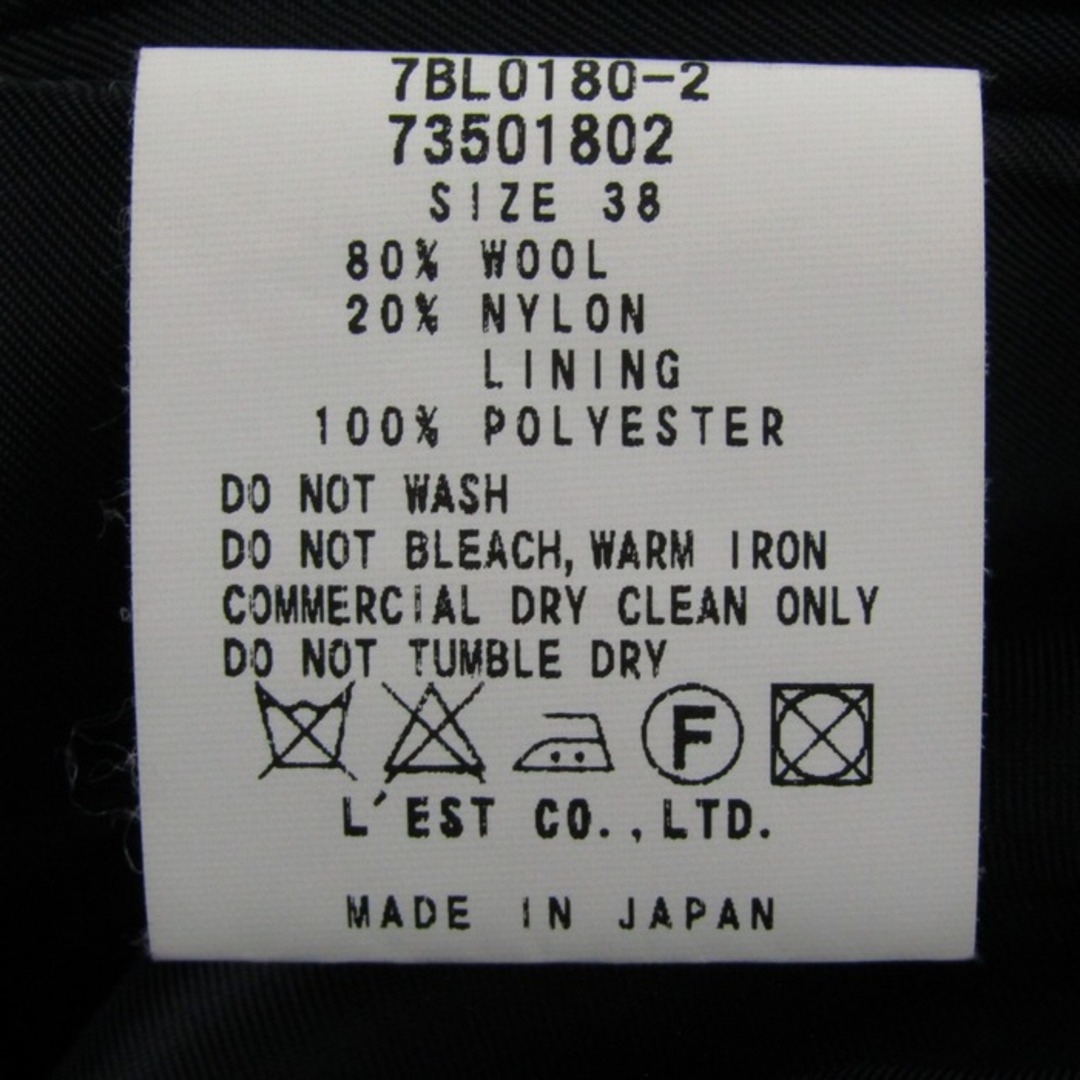 7BL0180-2
73501802
SIZE 38
80% WOOL
20% NYLON
LINING
100% POLYESTER
DO NOT WASH
DO NOT BLEACH, WARM IRON
COMMERCIAL DRY CLEAN ONLY
DO NOT TUMBLE DRY
F
L'EST CO.,LTD.
MADE IN JAPAN